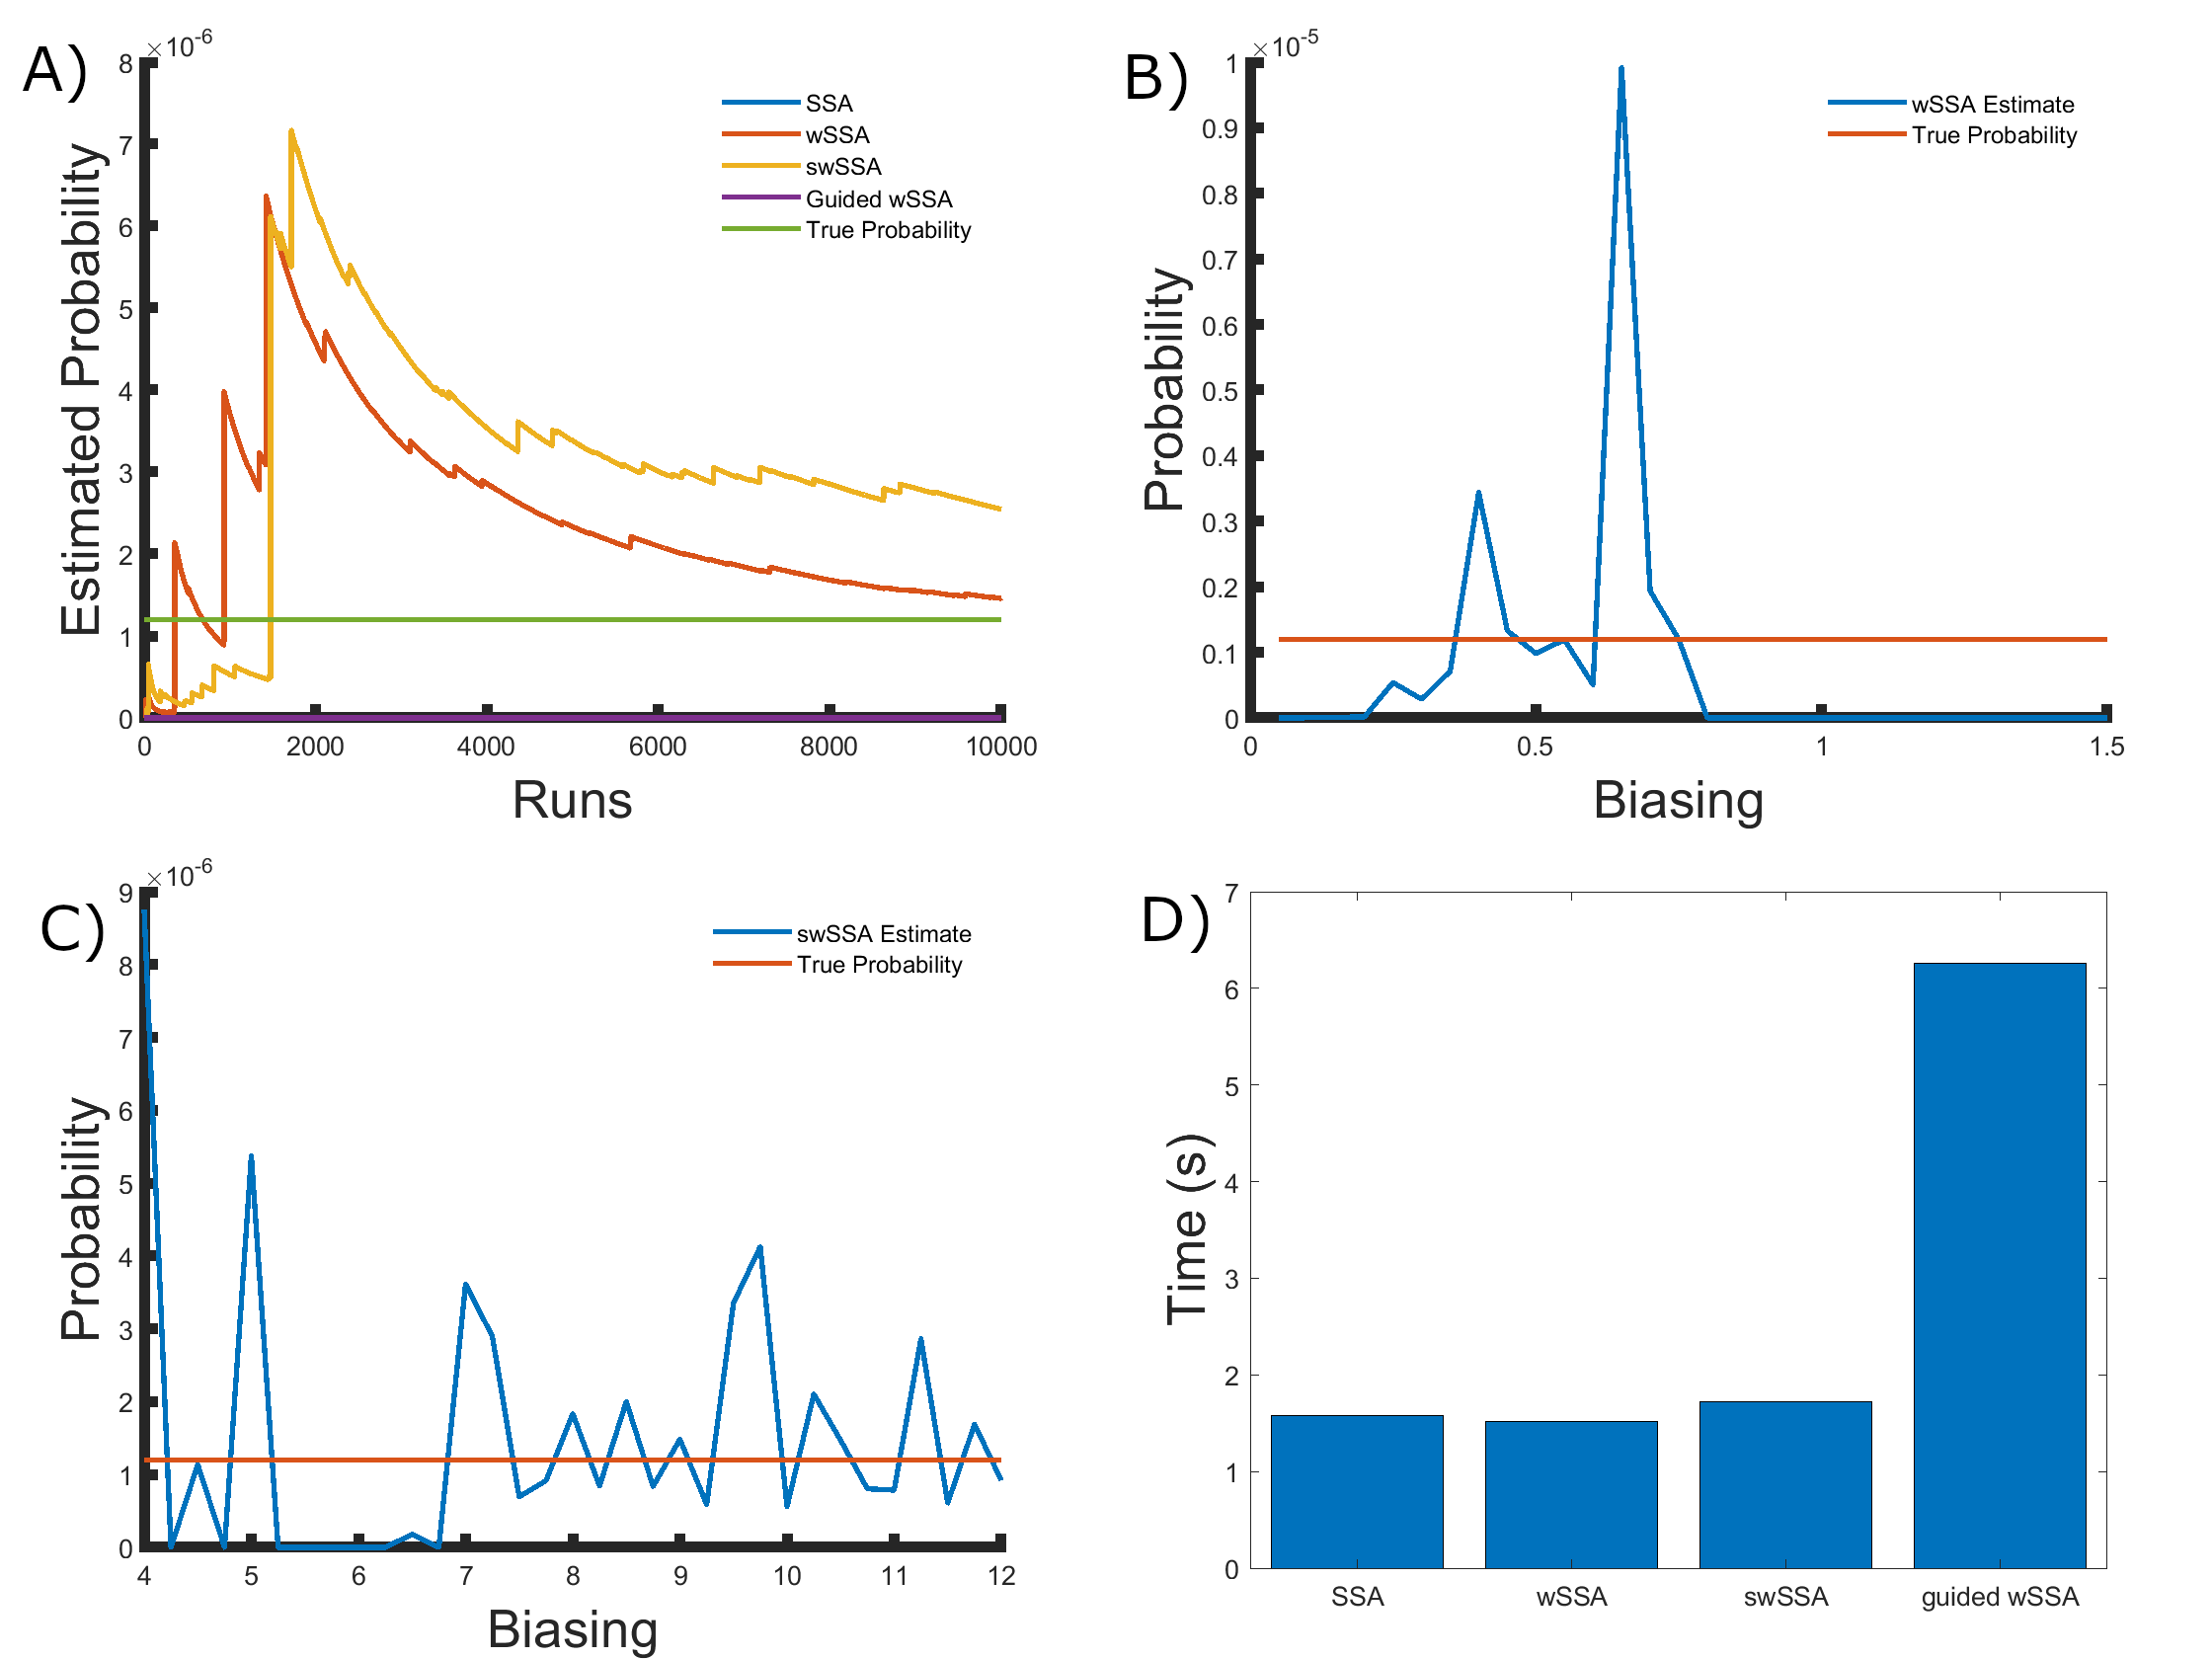 A)
×10-6
8
7
6
5
4
3
2
1
0
Estimated Probability
SSA
wSSA
swSSA
Guided wSSA
True Probability
0 2000 4000 6000 8000 10000
Runs
B)
×10-5
1
0.9
0.8
0.7
0.6
0.5
0.4
0.3
0.2
0.1
0
Probability
wSSA Estimate
True Probability
0 0.5 1 1.5
Biasing
C)
×10-6
9
8
7
6
5
4
3
2
1
0
Probability
swSSA Estimate
True Probability
4 5 6 7 8 9 10 11 12
Biasing
D)
7
6
5
4
3
2
1
0
Time (s)
SSA wSSA swSSA guided wSSA